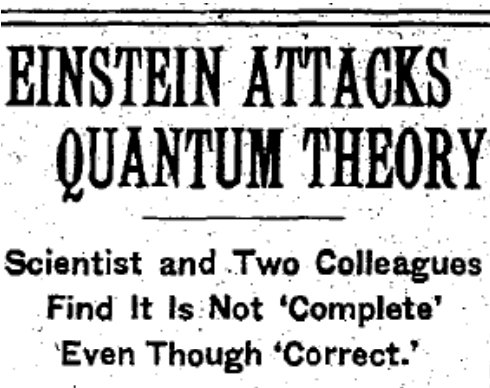 EINSTEIN ATTACKS
QUANTUM THEORY
Scientist and Two Colleagues
Find It Is Not ‘Complete’
Even Though ‘Correct.’